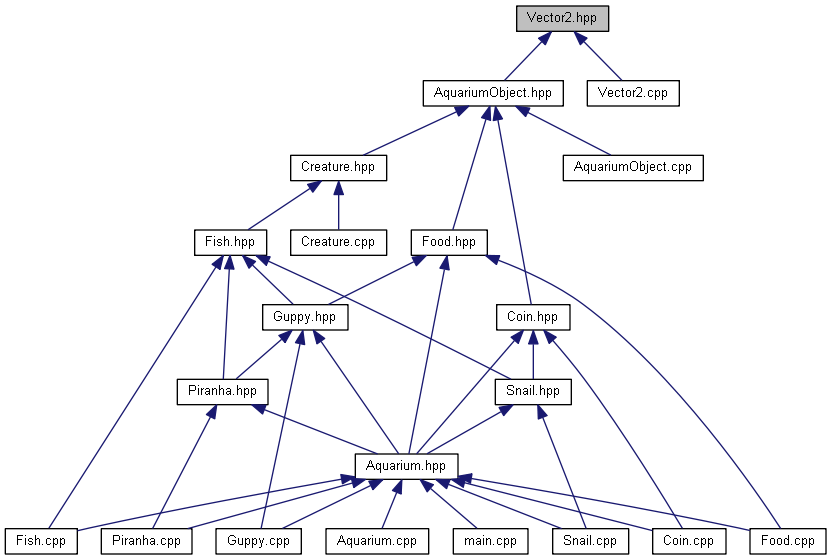 Vector2.hpp
AquariumObject.hpp
Vector2.cpp
Creature.hpp
AquariumObject.cpp
Fish.hpp
Creature.cpp
Food.hpp
Guppy.hpp
Coin.hpp
Piranha.hpp
Snail.hpp
Aquarium.hpp
Fish.cpp
Piranha.cpp
Guppy.cpp
Aquarium.cpp
main.cpp
Snail.cpp
Coin.cpp
Food.cpp